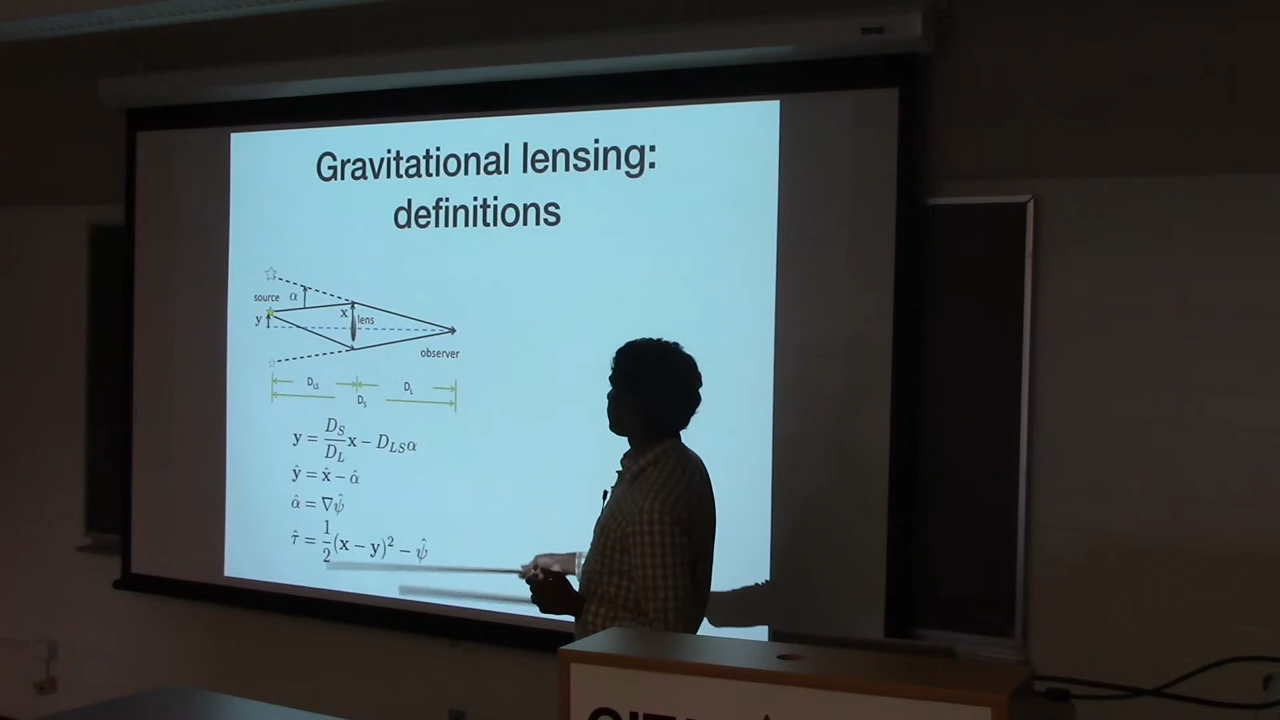 Gravitational lensing:
definitions
source
α
y
x
lens
observer
D_LS
D_L
D_S
y = D_S/D_L x − D_LS α
ŷ = x̂ − α̂
α̂ = ∇ψ̂
τ̂ = 1/2 (x − y)² − ψ̂